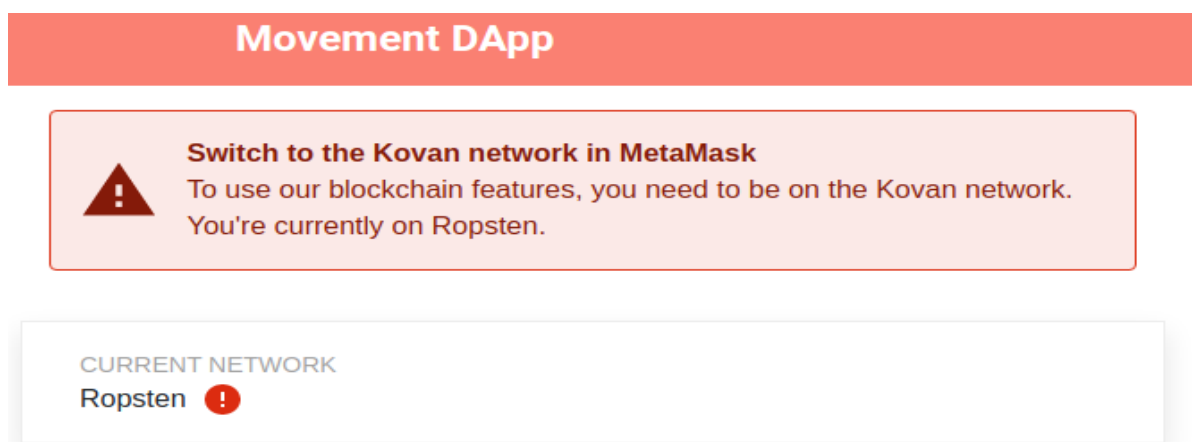 Movement DApp
Switch to the Kovan network in MetaMask
To use our blockchain features, you need to be on the Kovan network.
You're currently on Ropsten.
CURRENT NETWORK
Ropsten